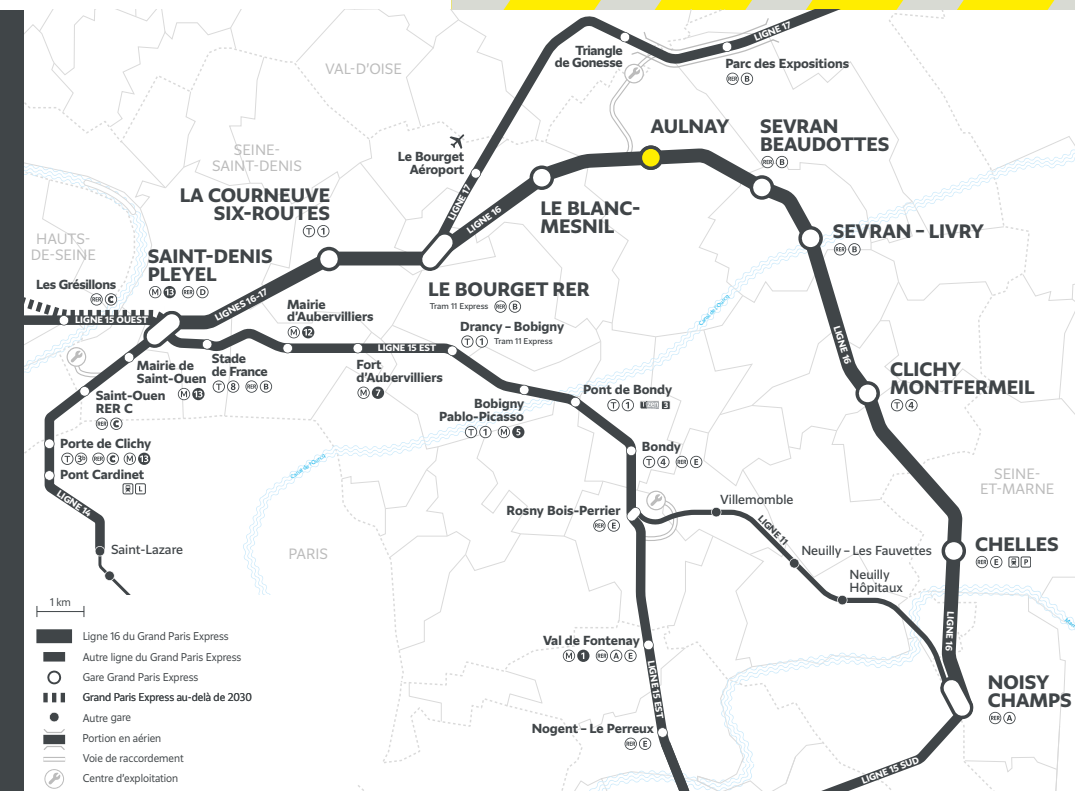 LIGNE 17
Triangle
de Gonesse
Parc des Expositions
RER B
VAL-D'OISE
AULNAY
SEVRAN
BEAUDOTTES
RER B
SEINE-
SAINT-DENIS
Le Bourget
Aéroport
LIGNE 17
LIGNE 16
LA COURNEUVE
SIX-ROUTES
T 1
LE BLANC-
MESNIL
SEVRAN – LIVRY
RER B
HAUTS-
DE-SEINE
SAINT-DENIS
PLEYEL
M 13 RER D
Les Grésillons
RER C
LE BOURGET RER
Tram 11 Express RER B
Canal de l'Ourcq
LIGNES 16-17
LIGNE 15 OUEST
Mairie
d'Aubervilliers
M 12
Drancy – Bobigny
T 1 Tram 11 Express
LIGNE 15 EST
LIGNE 16
Mairie de
Saint-Ouen M 13
Stade
de France
T 8 RER B
Fort
d'Aubervilliers
M 7
CLICHY
MONTFERMEIL
T 4
Saint-Ouen
RER C
RER C
Bobigny
Pablo-Picasso
T 1 M 5
Pont de Bondy
T 1 3
Porte de Clichy
T 3b RER C M 13
Bondy
T 4 RER E
Canal de l'Ourcq
Pont Cardinet
L
SEINE-
ET-MARNE
LIGNE 14
Villemomble
Rosny Bois-Perrier
RER E
LIGNE 11
Saint-Lazare
PARIS
Neuilly – Les Fauvettes
CHELLES
RER E P
Neuilly
Hôpitaux
1 km
LIGNE 16
Ligne 16 du Grand Paris Express
Autre ligne du Grand Paris Express
Gare Grand Paris Express
Grand Paris Express au-delà de 2030
Autre gare
Portion en aérien
Voie de raccordement
Centre d'exploitation
Val de Fontenay
M 1 RER A E
LIGNE 15 EST
NOISY
CHAMPS
RER A
Nogent – Le Perreux
RER E
LIGNE 15 SUD